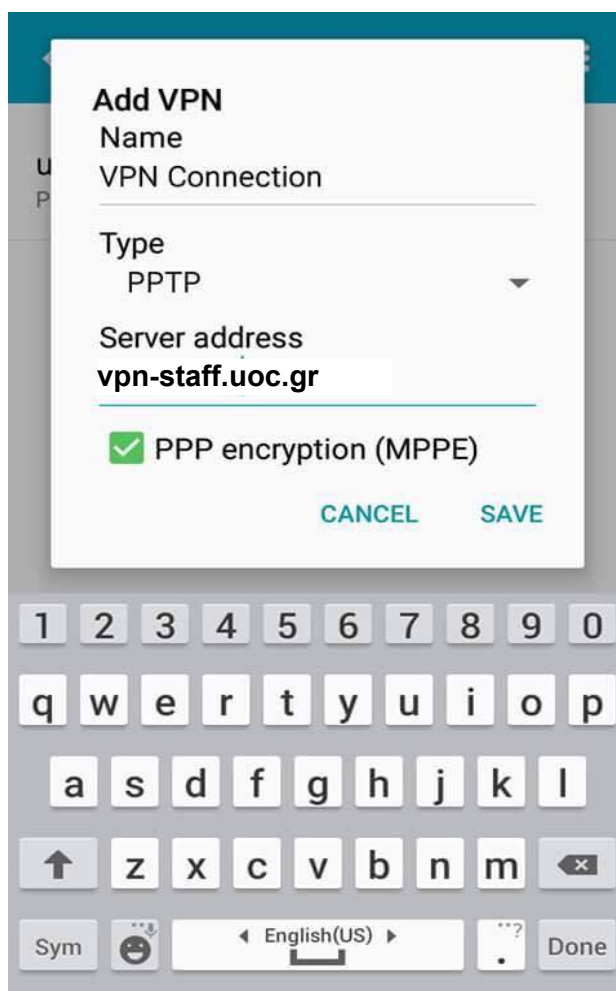 Add VPN
Name
VPN Connection
u
P
Type
PPTP
Server address
vpn-staff.uoc.gr
PPP encryption (MPPE)
CANCEL SAVE
1 2 3 4 5 6 7 8 9 0
q w e r t y u i o p
a s d f g h j k l
z x c v b n m
Sym English(US) ...? . Done